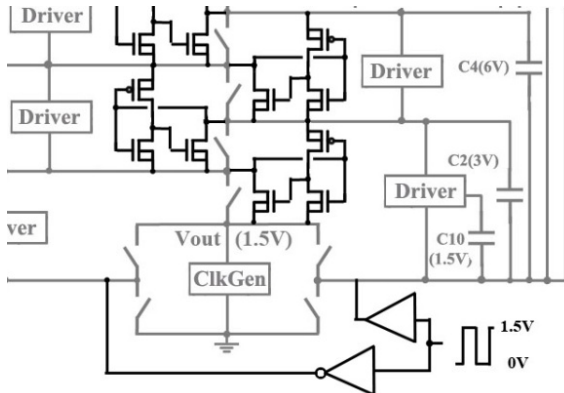 Driver
C4(6V)
Driver
Driver
C2(3V)
Driver
ver
Vout (1.5V)
C10
(1.5V)
ClkGen
1.5V
0V